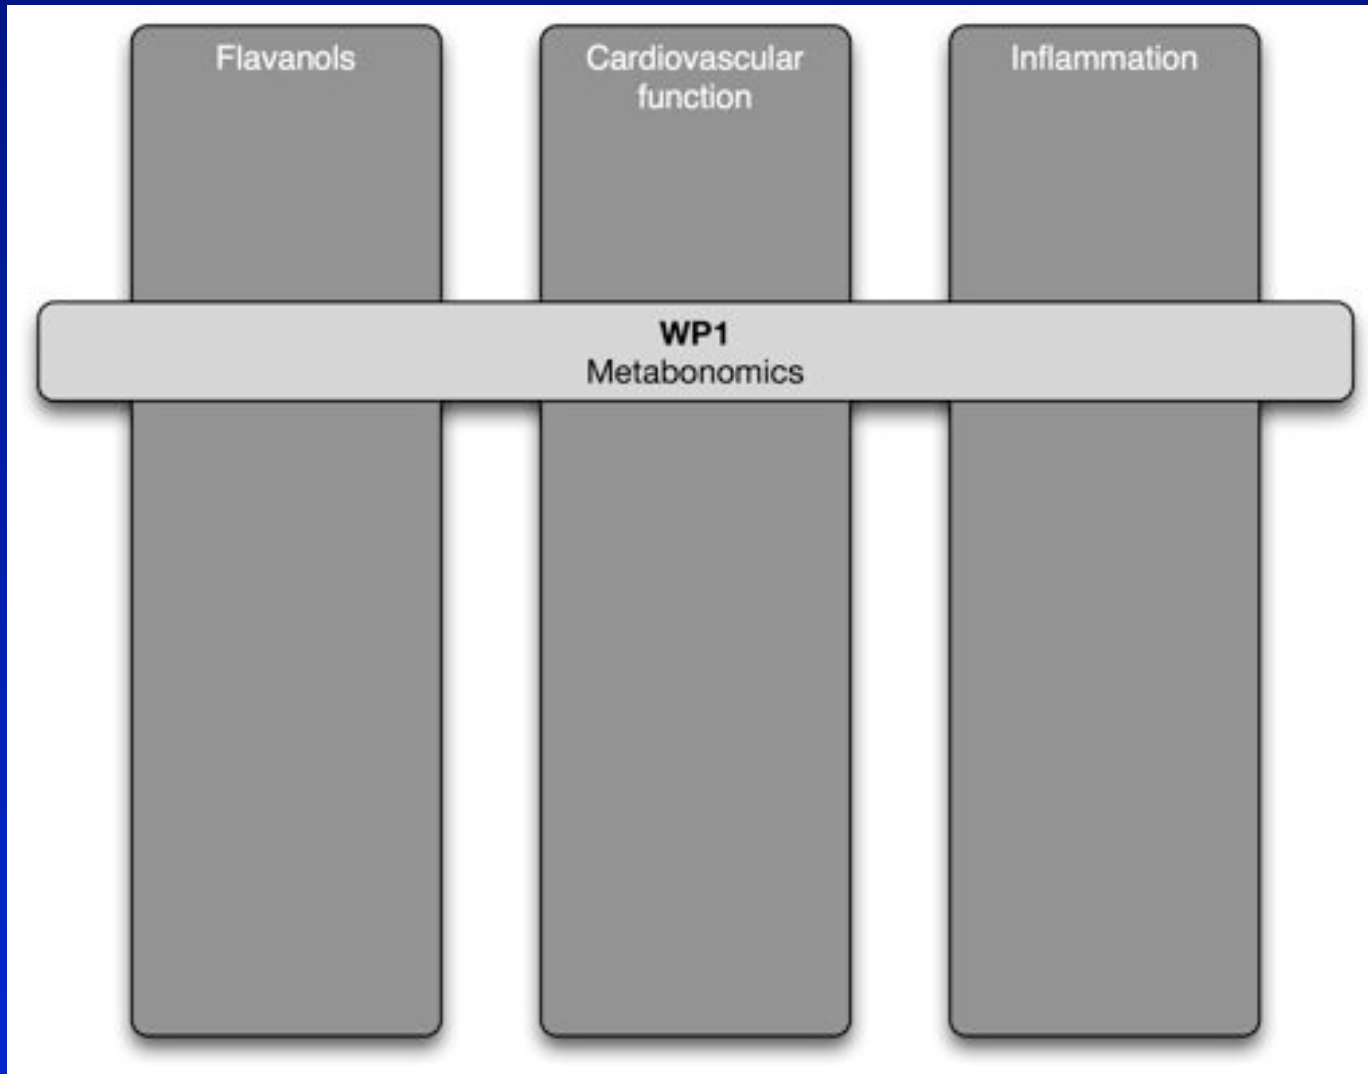 Flavanols
Cardiovascular
function
Inflammation
WP1
Metabonomics